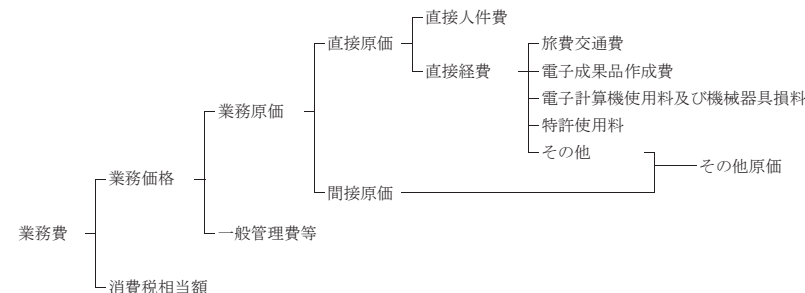 直接人件費
直接原価
旅費交通費
直接経費
電子成果品作成費
電子計算機使用料及び機械器具損料
業務原価
特許使用料
その他
その他原価
業務価格
間接原価
業務費
一般管理費等
消費税相当額